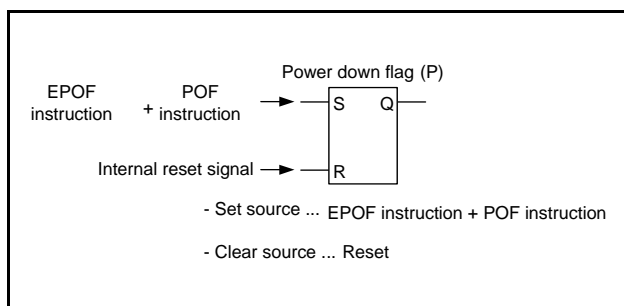 Power down flag (P)
EPOF instruction + POF instruction
S Q
Internal reset signal
R
- Set source ... EPOF instruction + POF instruction
- Clear source ... Reset